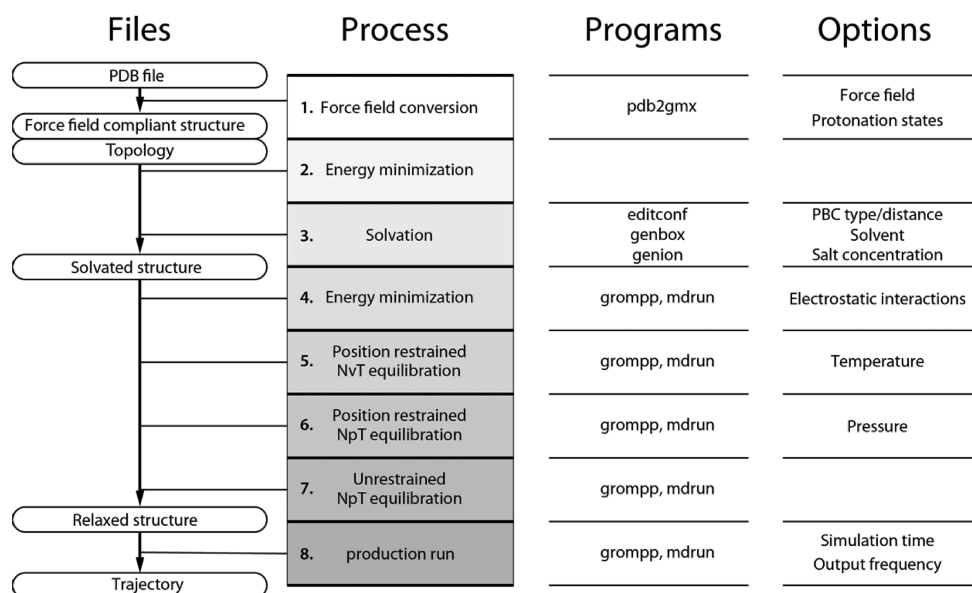 Files
Process
Programs
Options
PDB file
Force field compliant structure
Topology
Solvated structure
Relaxed structure
Trajectory
1. Force field conversion
2. Energy minimization
3. Solvation
4. Energy minimization
5. Position restrained
NvT equilibration
6. Position restrained
NpT equilibration
7. Unrestrained
NpT equilibration
8. production run
pdb2gmx
editconf
genbox
genion
grompp, mdrun
grompp, mdrun
grompp, mdrun
grompp, mdrun
grompp, mdrun
Force field
Protonation states
PBC type/distance
Solvent
Salt concentration
Electrostatic interactions
Temperature
Pressure
Simulation time
Output frequency